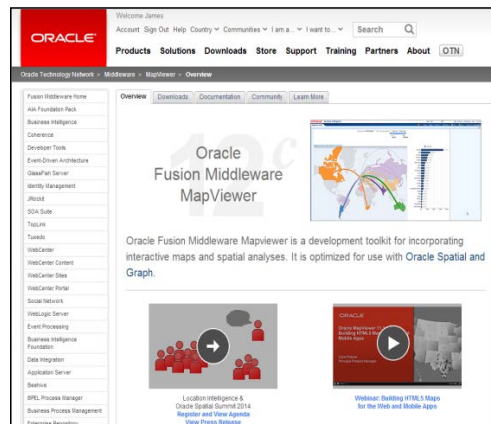 ORACLE
Welcome James
Account Sign Out Help Country Communities I am a... I want to... Search
Products Solutions Downloads Store Support Training Partners About OTN
Oracle Technology Network > Middleware > MapViewer > Overview
Overview Downloads Documentation Community Learn More
Fusion Middleware Home
AIA Foundation Pack
Business Intelligence
Coherence
Developer Tools
Event-Driven Architecture
GlassFish Server
Identity Management
JRockit
SOA Suite
TopLink
Tuxedo
WebCenter
WebCenter Content
WebCenter Sites
WebCenter Portal
Social Network
WebLogic Server
Event Processing
Business Intelligence
Foundation
Data Integration
Application Server
Beehive
BPEL Process Manager
Business Process Management
Enterprise Repository
12c
Oracle
Fusion Middleware
MapViewer
Oracle Fusion Middleware Mapviewer is a development toolkit for incorporating
interactive maps and spatial analyses. It is optimized for use with Oracle Spatial and
Graph.
Location Intelligence &
Oracle Spatial Summit 2014
Register and View Agenda
View Press Release
ORACLE
Building HTML5 Maps
Mobile Apps
Webinar: Building HTML5 Maps
for the Web and Mobile Apps